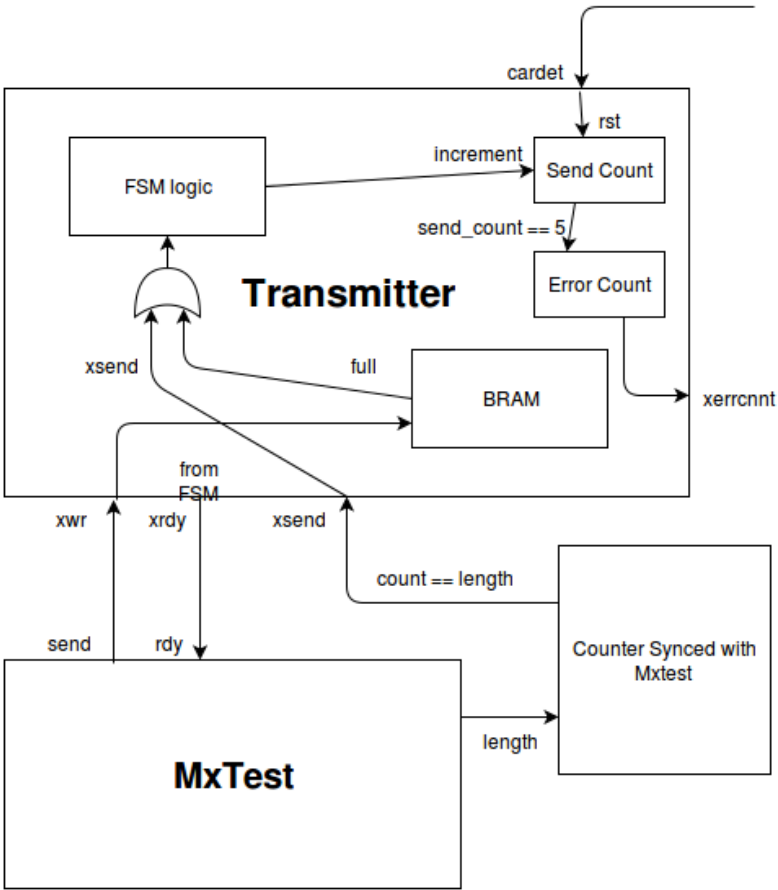 cardet
rst
increment
FSM logic
Send Count
send_count == 5
Error Count
Transmitter
xsend
full
BRAM
xerrcnnt
from
FSM
xwr
xrdy
xsend
count == length
send
rdy
Counter Synced with
Mxtest
length
MxTest